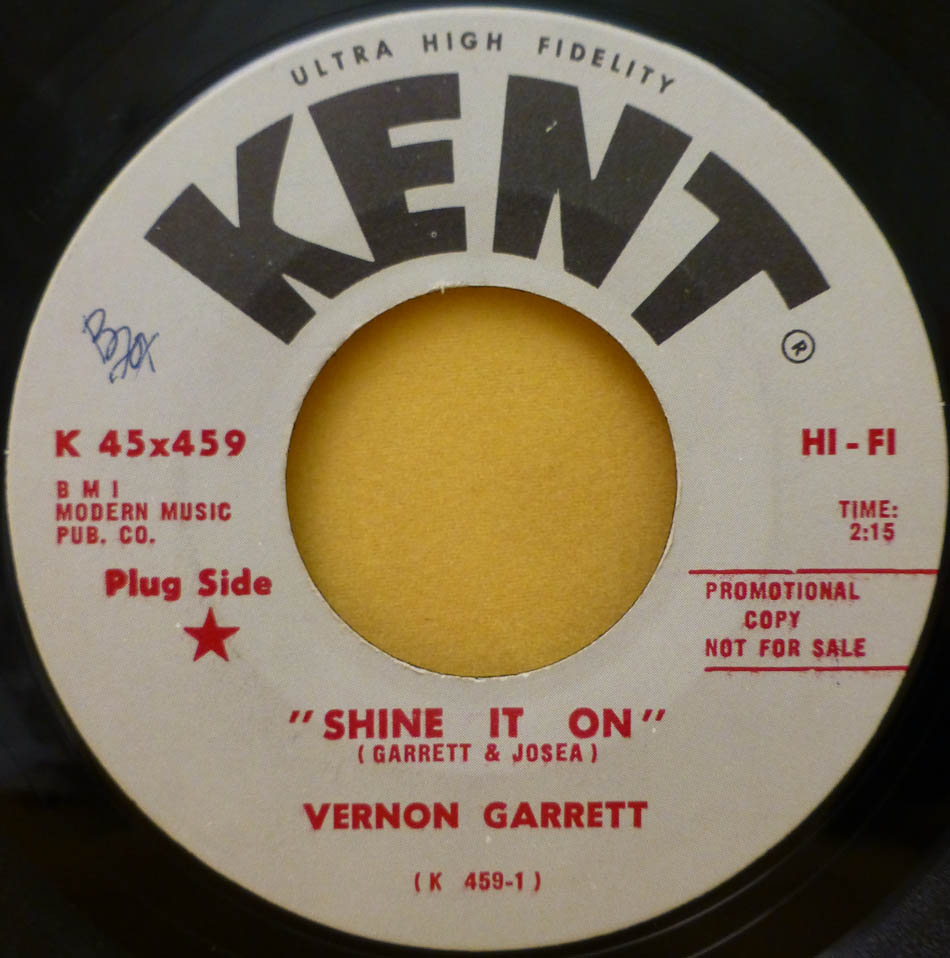 ULTRA HIGH FIDELITY
KENT
®
K 45x459
B M I
MODERN MUSIC
PUB. CO.
Plug Side
HI - FI
TIME:
2:15
PROMOTIONAL
COPY
NOT FOR SALE
"SHINE IT ON"
( GARRETT & JOSEA )
VERNON GARRETT
( K 459-1 )